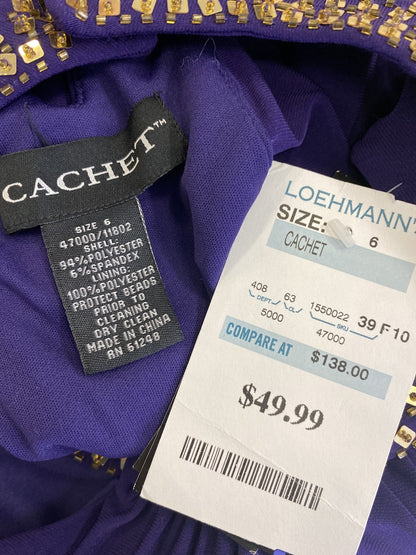 CACHET™
SIZE 6
47000/11802
SHELL:
94%POLYESTER
6%SPANDEX
LINING:
100%POLYESTER
PROTECT BEADS
PRIOR TO
CLEANING
DRY CLEAN
MADE IN CHINA
RN 61248
LOEHMANN'
SIZE: 6
CACHET
408 63 1550022 39 F 10
DEPT/ CL/ SKU
5000 47000
COMPARE AT $138.00
$49.99